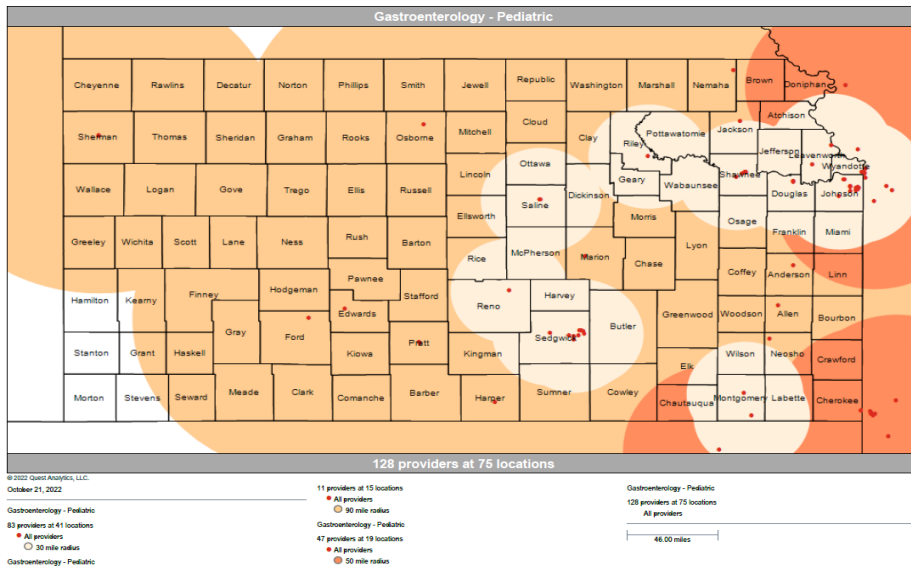 Gastroenterology - Pediatric
Cheyenne Rawlins Decatur Norton Phillips Smith Jewell Republic Washington Marshall Nemaha Brown Doniphan
Atchison
Sherman Thomas Sheridan Graham Rooks Osborne Mitchell Cloud Clay Riley Pottawatomie Jackson
Jefferson Leavenworth
Wyandotte
Ottawa
Lincoln Geary Wabaunsee Shawnee Douglas Johnson
Wallace Logan Gove Trego Ellis Russell Saline Dickinson
Ellsworth Morris Osage Franklin Miami
Greeley Wichita Scott Lane Ness Rush Barton Rice McPherson Marion Chase Lyon
Coffey Anderson Linn
Hamilton Kearny Finney Hodgeman Pawnee Stafford Reno Harvey
Edwards
Gray Ford Sedgwick Butler Greenwood Woodson Allen Bourbon
Stanton Grant Haskell Kiowa Pratt Kingman Elk Wilson Neosho Crawford
Morton Stevens Seward Meade Clark Comanche Barber Harper Sumner Cowley Chautauqua Montgomery Labette Cherokee
128 providers at 75 locations
© 2022 Quest Analytics, LLC.
October 21, 2022
Gastroenterology - Pediatric
83 providers at 41 locations
All providers
30 mile radius
Gastroenterology - Pediatric
11 providers at 15 locations
All providers
90 mile radius
Gastroenterology - Pediatric
47 providers at 19 locations
All providers
50 mile radius
Gastroenterology - Pediatric
128 providers at 75 locations
All providers
46.00 miles